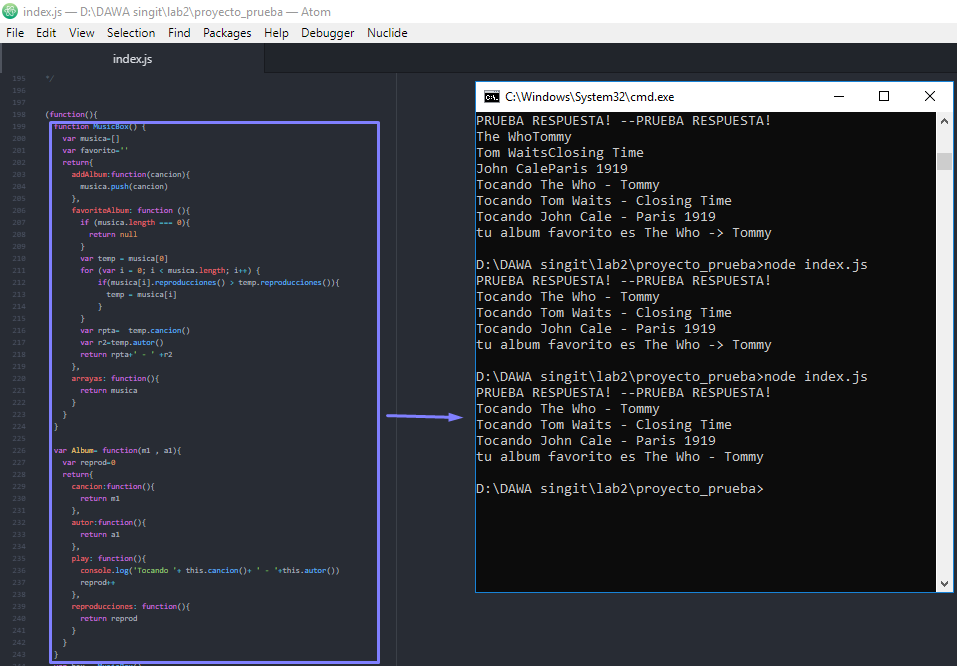 index.js — D:\DAWA singit\lab2\proyecto_prueba — Atom
File Edit View Selection Find Packages Help Debugger Nuclide
index.js
195 */
196
197
198 (function(){
199 function MusicBox() {
200 var musica=[]
201 var favorito=''
202 return{
203 addAlbum:function(cancion){
204 musica.push(cancion)
205 },
206 favoriteAlbum: function (){
207 if (musica.length === 0){
208 return null
209 }
210 var temp = musica[0]
211 for (var i = 0; i < musica.length; i++) {
212 if(musica[i].reproducciones() > temp.reproducciones()){
213 temp = musica[i]
214 }
215 }
216 var rpta=  temp.cancion()
217 var r2=temp.autor()
218 return rpta+' - ' +r2
219 },
220 arrayas: function(){
221 return musica
222 }
223 }
224 }
225
226 var Album= function(m1 , a1){
227 var reprod=0
228 return{
229 cancion:function(){
230 return m1
231 },
232 autor:function(){
233 return a1
234 },
235 play: function(){
236 console.log('Tocando '+ this.cancion()+ ' - '+this.autor())
237 reprod++
238 },
239 reproducciones: function(){
240 return reprod
241 }
242 }
243 }
var box = MusicBox()
C:\Windows\System32\cmd.exe
PRUEBA RESPUESTA! --PRUEBA RESPUESTA!
The WhoTommy
Tom WaitsClosing Time
John CaleParis 1919
Tocando The Who - Tommy
Tocando Tom Waits - Closing Time
Tocando John Cale - Paris 1919
tu album favorito es The Who -> Tommy
D:\DAWA singit\lab2\proyecto_prueba>node index.js
PRUEBA RESPUESTA! --PRUEBA RESPUESTA!
Tocando The Who - Tommy
Tocando Tom Waits - Closing Time
Tocando John Cale - Paris 1919
tu album favorito es The Who -> Tommy
D:\DAWA singit\lab2\proyecto_prueba>node index.js
PRUEBA RESPUESTA! --PRUEBA RESPUESTA!
Tocando The Who - Tommy
Tocando Tom Waits - Closing Time
Tocando John Cale - Paris 1919
tu album favorito es The Who - Tommy
D:\DAWA singit\lab2\proyecto_prueba>